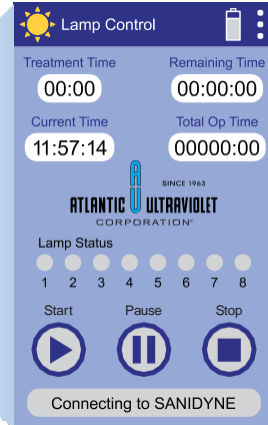 Lamp Control
Treatment Time Remaining Time
00:00 00:00:00
Current Time Total Op Time
11:57:14 00000:00
AU
SINCE 1963
ATLANTIC ULTRAVIOLET
CORPORATION®
Lamp Status
1 2 3 4 5 6 7 8
Start Pause Stop
Connecting to SANIDYNE